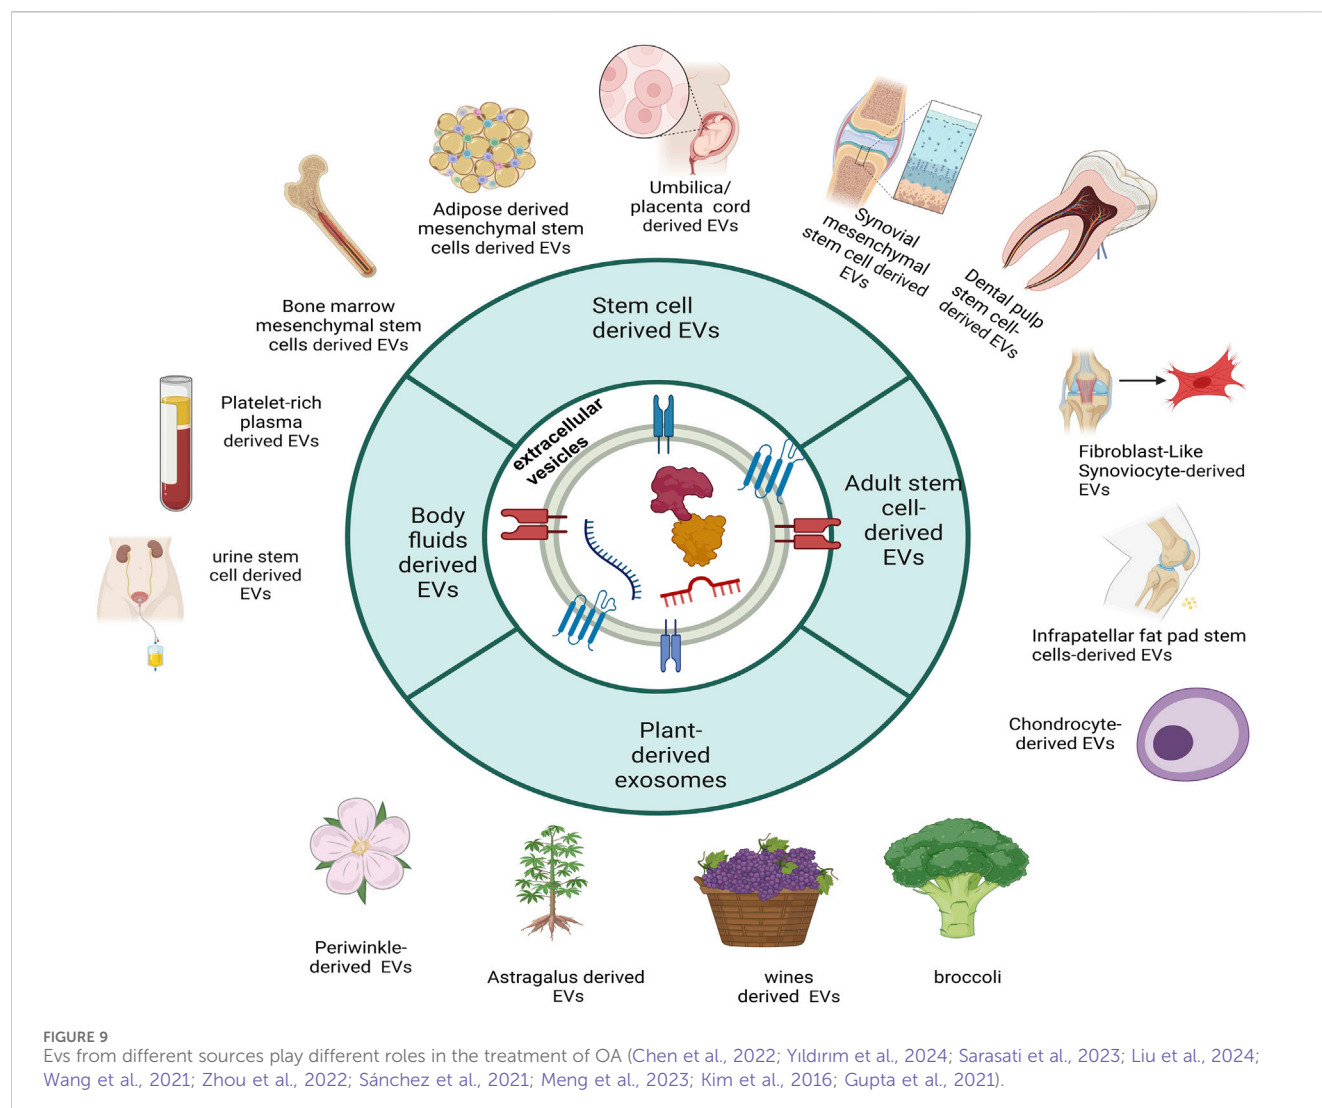 Umbilica/
placenta cord
derived EVs
Adipose derived
mesenchymal stem
cells derived EVs
Synovial
mesenchymal
stem cell derived
EVs
Dental pulp
stem cell-
derived EVs
Bone marrow
mesenchymal stem
cells derived EVs
Stem cell
derived EVs
Platelet-rich
plasma
derived EVs
extracellular
vesicles
Fibroblast-Like
Synoviocyte-derived
EVs
Adult stem
cell-
derived
EVs
Body
fluids
derived
EVs
urine stem
cell derived
EVs
Infrapatellar fat pad stem
cells-derived EVs
Chondrocyte-
derived EVs
Plant-
derived
exosomes
Periwinkle-
derived EVs
Astragalus derived
EVs
wines
derived EVs
broccoli
FIGURE 9
Evs from different sources play different roles in the treatment of OA (Chen et al., 2022; Yıldırım et al., 2024; Sarasati et al., 2023; Liu et al., 2024;
Wang et al., 2021; Zhou et al., 2022; Sánchez et al., 2021; Meng et al., 2023; Kim et al., 2016; Gupta et al., 2021).